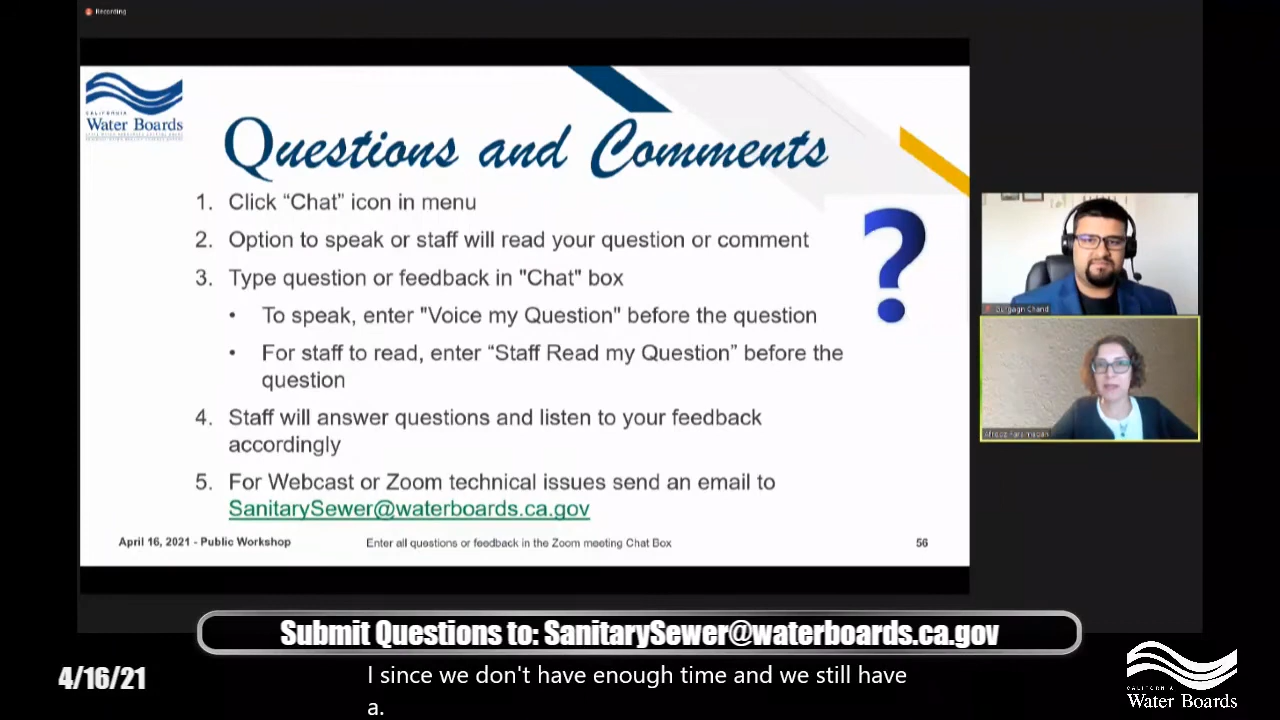 Recording
CALIFORNIA
Water Boards
Questions and Comments
1. Click “Chat” icon in menu
2. Option to speak or staff will read your question or comment
3. Type question or feedback in "Chat" box
• To speak, enter "Voice my Question" before the question
• For staff to read, enter “Staff Read my Question” before the
question
4. Staff will answer questions and listen to your feedback
accordingly
5. For Webcast or Zoom technical issues send an email to
SanitarySewer@waterboards.ca.gov
April 16, 2021 - Public Workshop
Enter all questions or feedback in the Zoom meeting Chat Box
56
?
Chand
Submit Questions to: SanitarySewer@waterboards.ca.gov
4/16/21
I since we don't have enough time and we still have
a.
CALIFORNIA
Water Boards